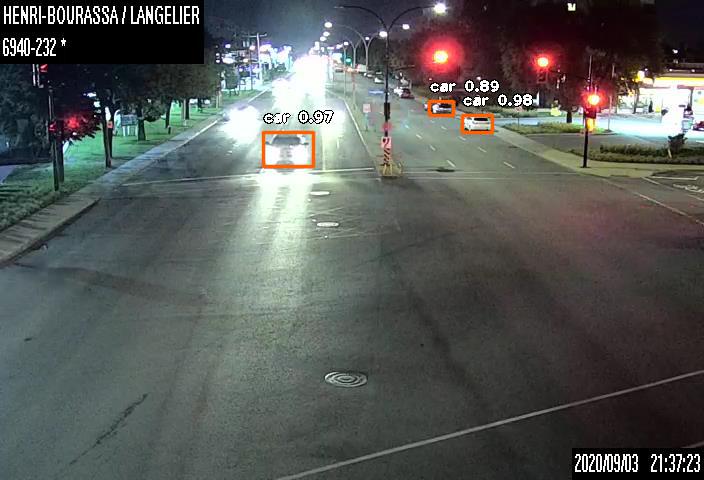 HENRI-BOURASSA / LANGELIER
6940-232 *
car 0.89
car 0.98
car 0.97
2020/09/03 21:37:23